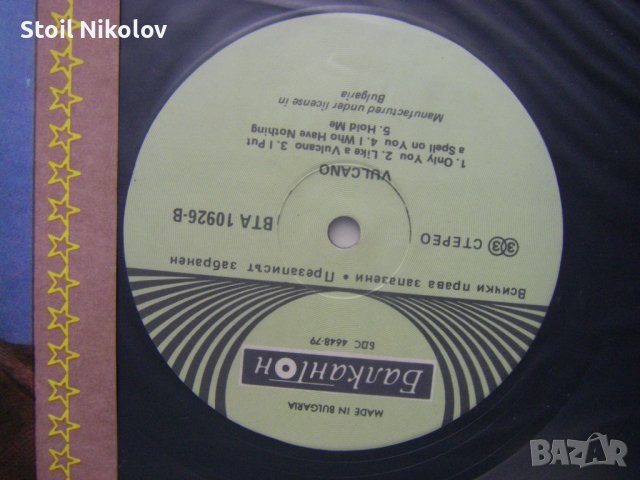 Stoil Nikolov
MADE IN BULGARIA
БалканТон
БДС 4648-79
Всички права запазени • Презаписът забранен
33 СТЕРЕО
ВТА 10926-B
VULCANO
1. Only You 2. Like a Vulcano 3. I Put
a Spell on You 4. I Who Have Nothing
5. Hold Me
Manufactured under license in
Bulgaria
BAZAR